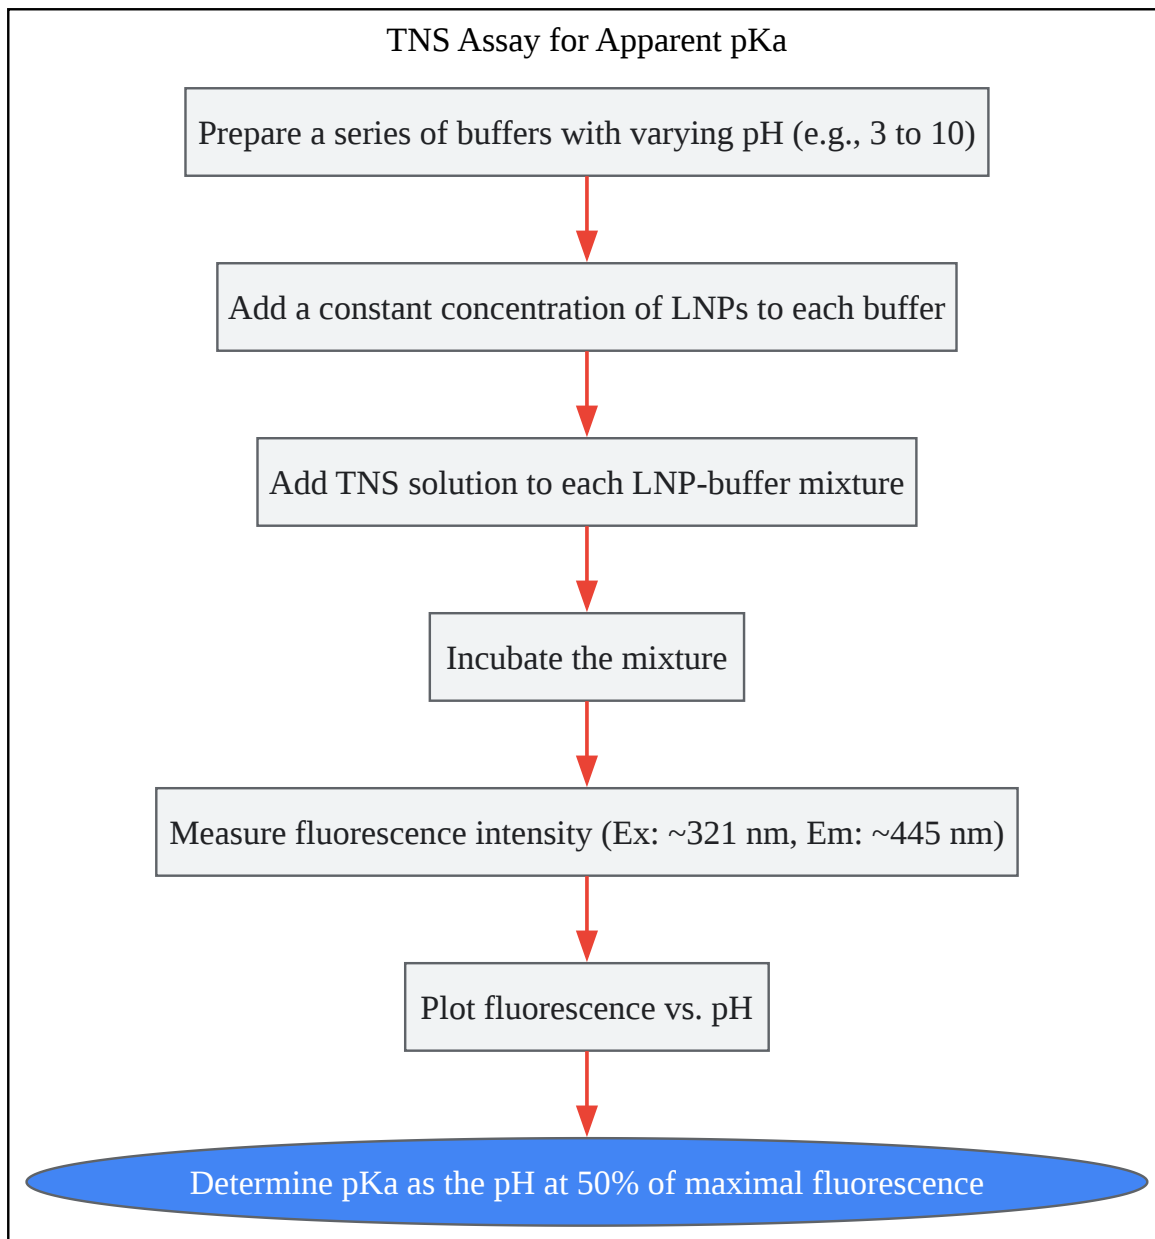 TNS Assay for Apparent pKa
Prepare a series of buffers with varying pH (e.g., 3 to 10)
Add a constant concentration of LNPs to each buffer
Add TNS solution to each LNP-buffer mixture
Incubate the mixture
Measure fluorescence intensity (Ex: ~321 nm, Em: ~445 nm)
Plot fluorescence vs. pH
Determine pKa as the pH at 50% of maximal fluorescence